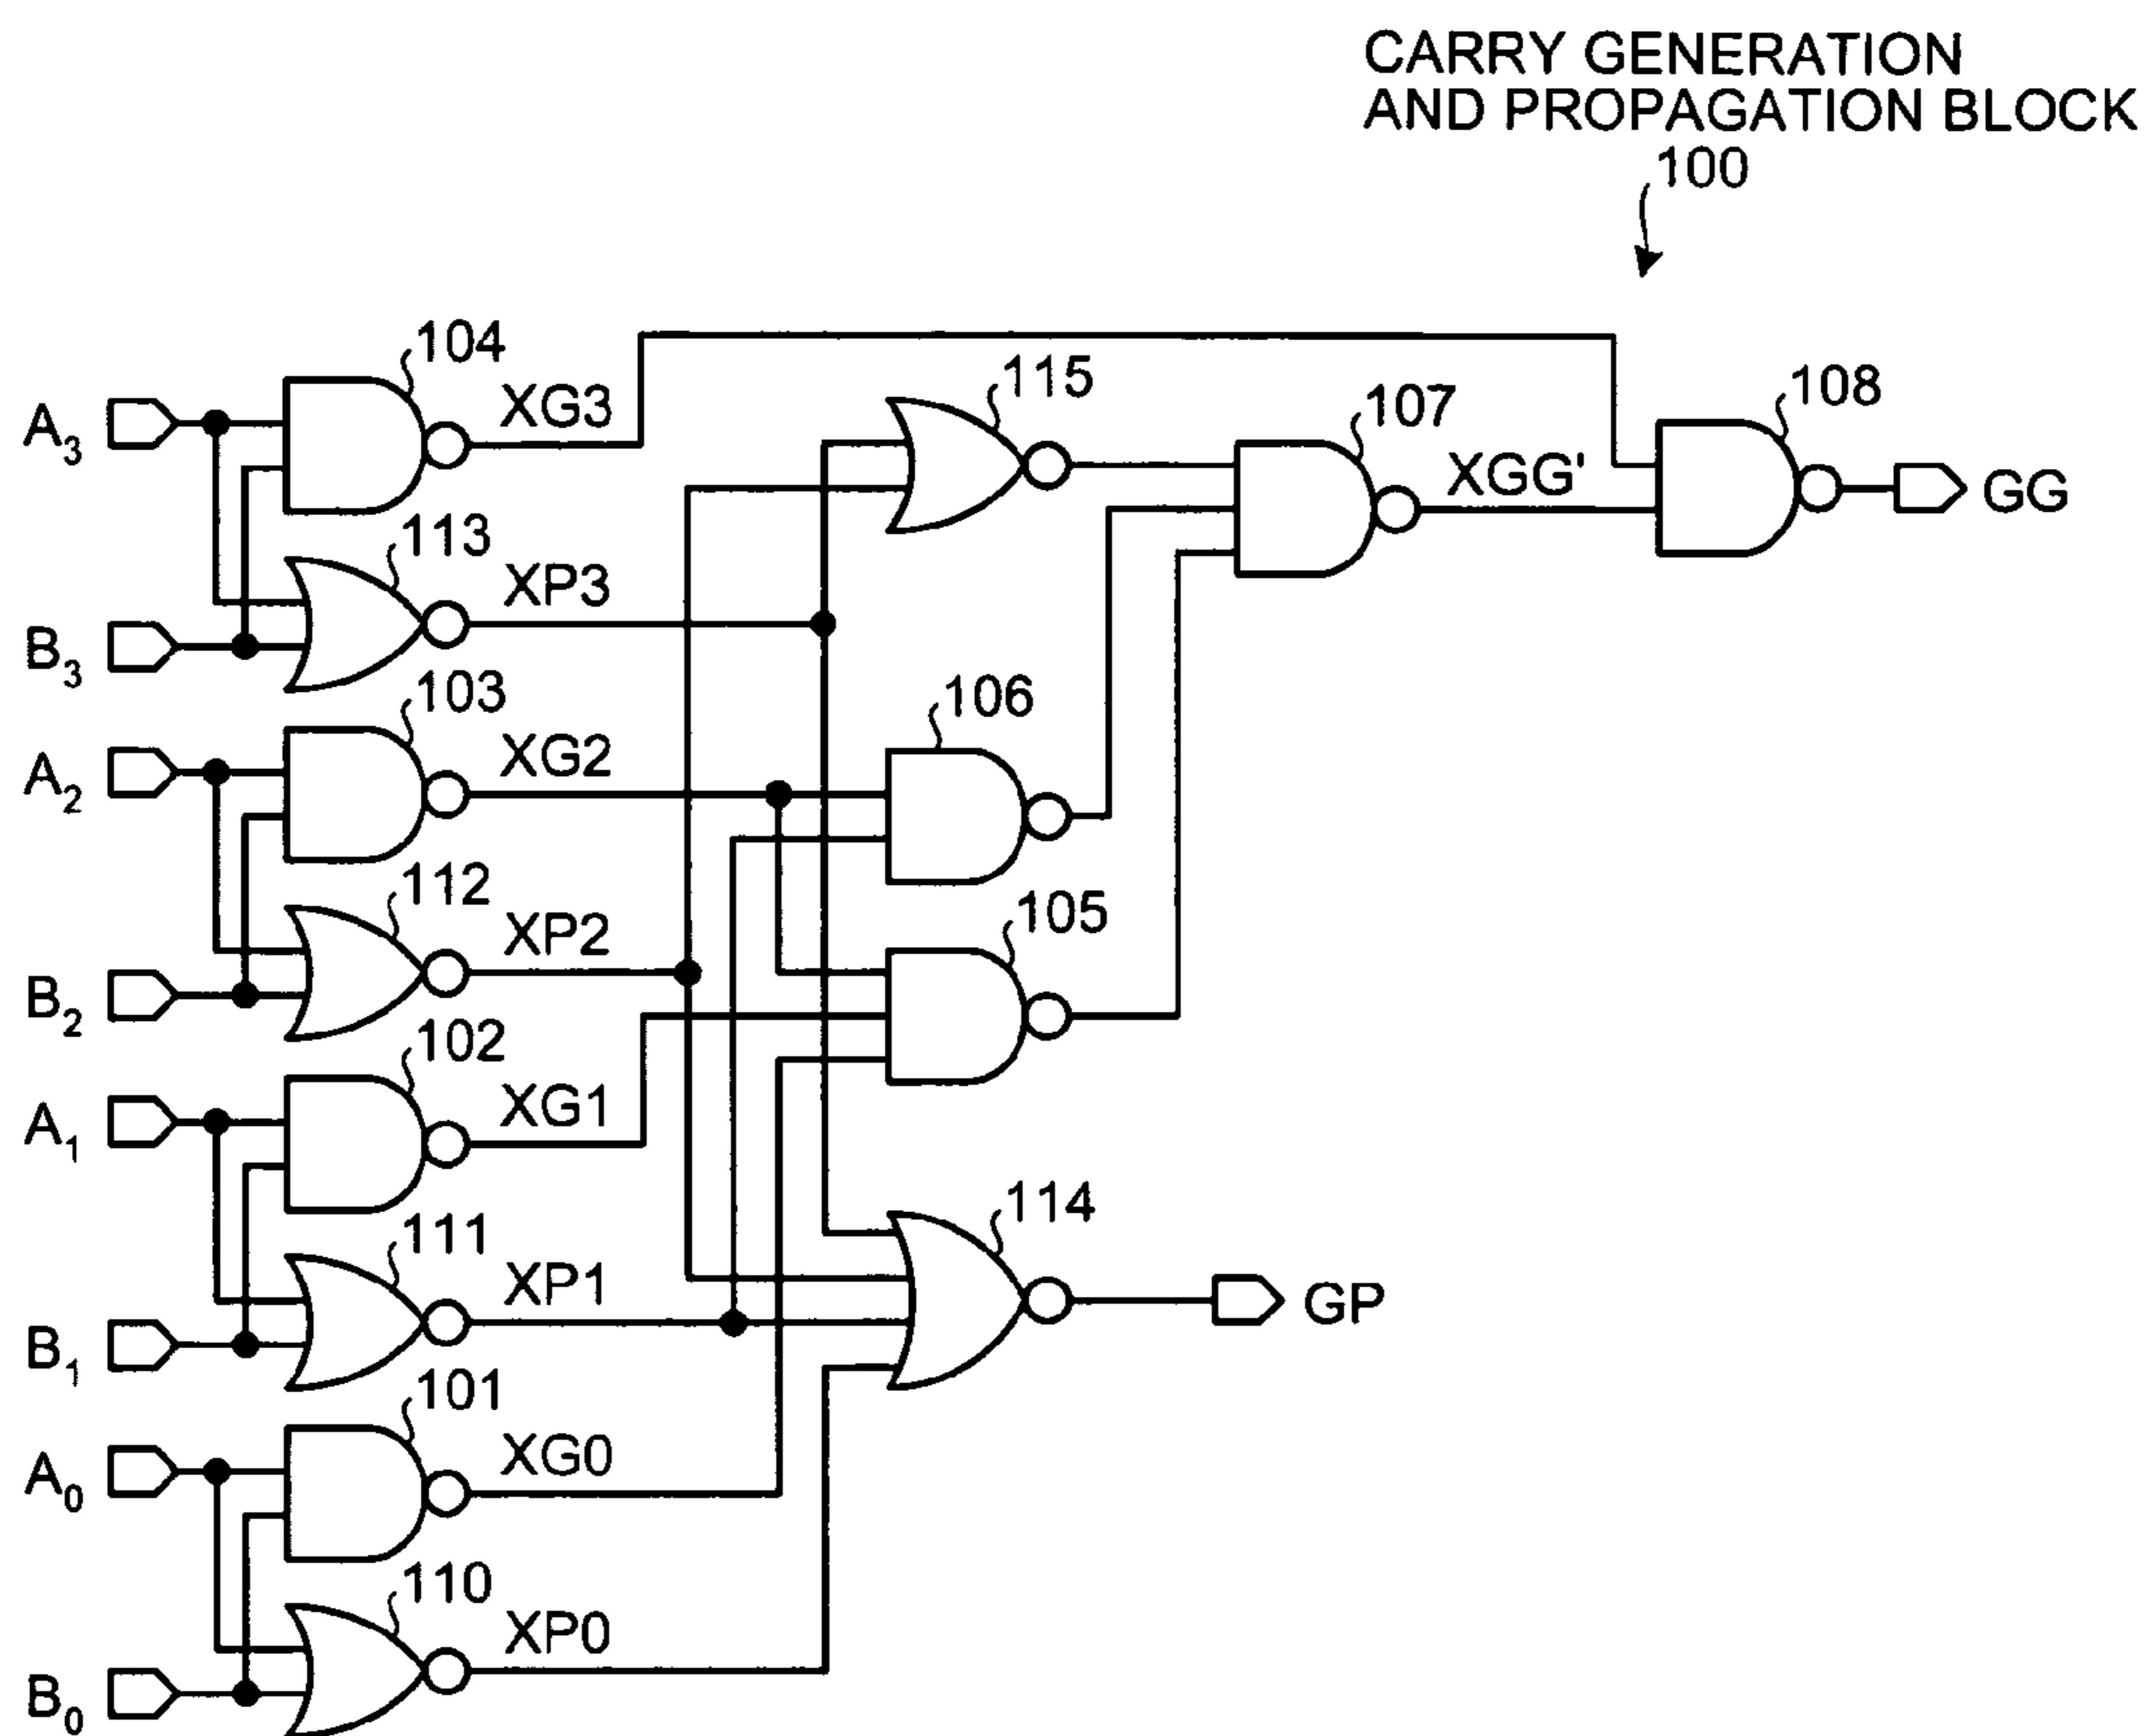 CARRY GENERATION
AND PROPAGATION BLOCK
100
104
A3
XG3
115
107
108
XGG'
GG
113
XP3
B3
103
106
A2
XG2
112
105
XP2
B2
102
A1
XG1
114
111
XP1
GP
B1
101
A0
XG0
110
XP0
B0